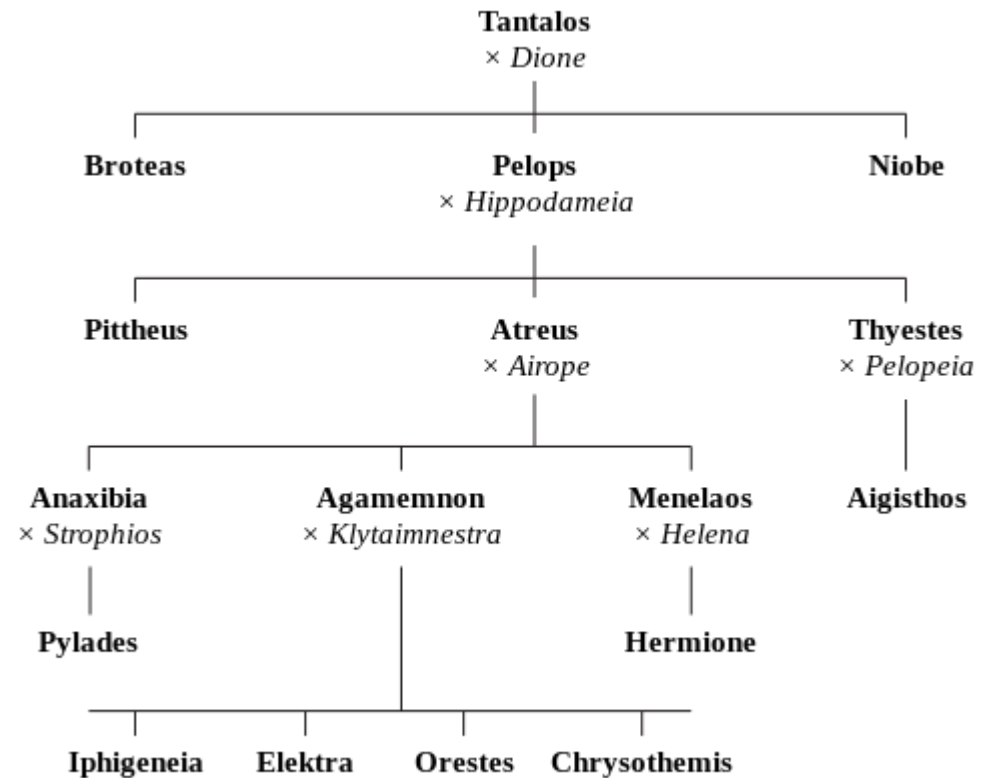 Tantalos
× Dione
Broteas Pelops Niobe
× Hippodameia
Pittheus Atreus Thyestes
× Airope × Pelopeia
Anaxibia Agamemnon Menelaos Aigisthos
× Strophios × Klytaimnestra × Helena
Pylades Hermione
Iphigeneia Elektra Orestes Chrysothemis